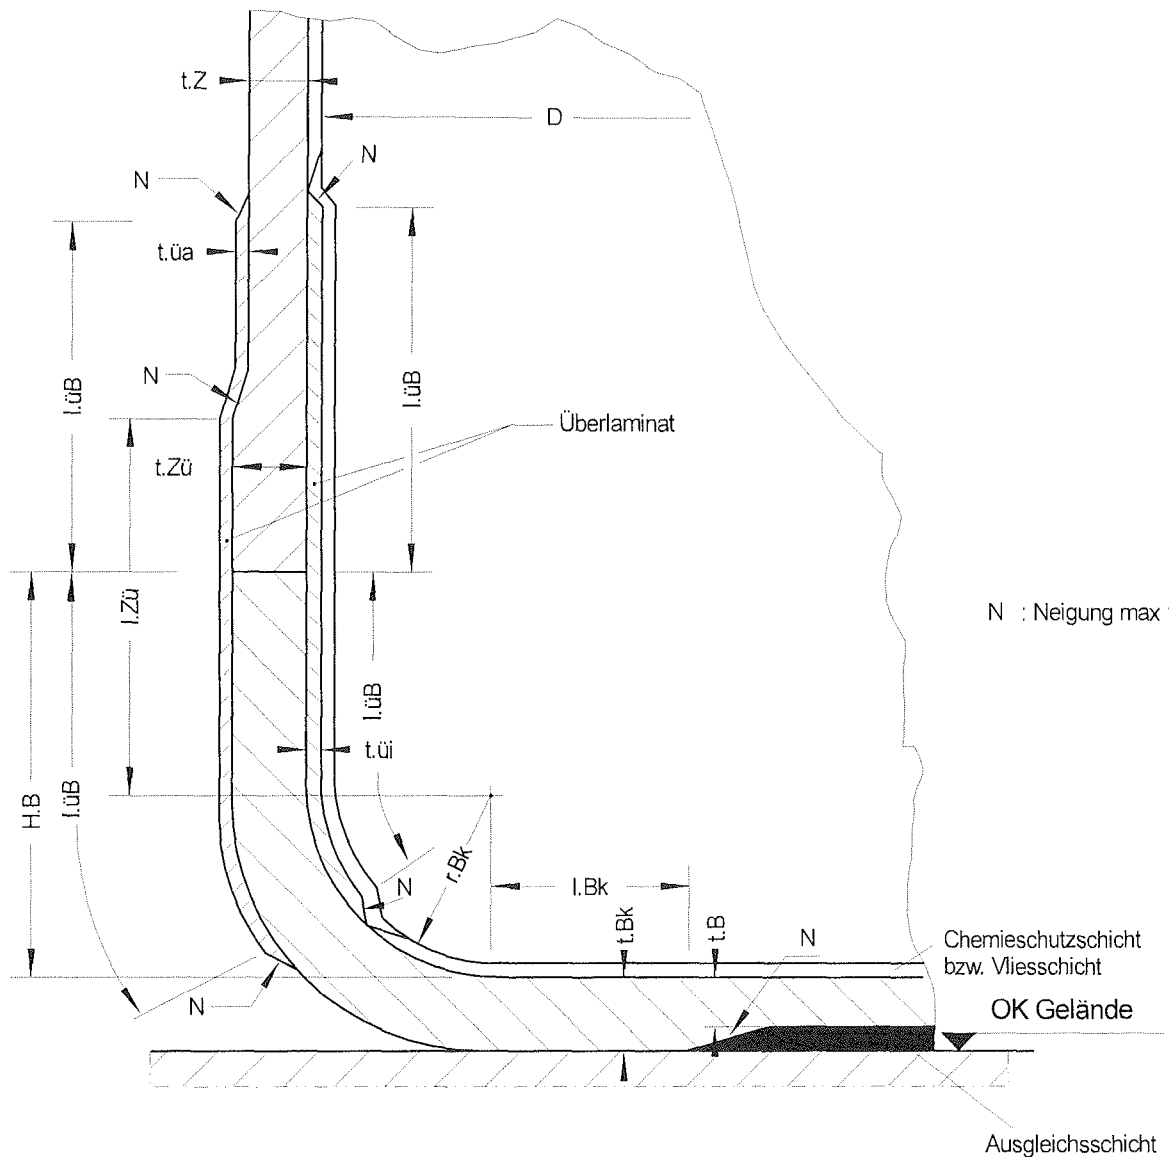 t.Z
D
N
N
t.üa
l.üB
l.üB
N
Überlaminat
t.Zü
l.Zü
N : Neigung max
l.üB
H.B
l.üB
t.üi
r.Bk
N
l.Bk
t.Bk
t.B
N
Chemieschutzschicht
bzw. Vliesschicht
N
OK Gelände
Ausgleichsschicht